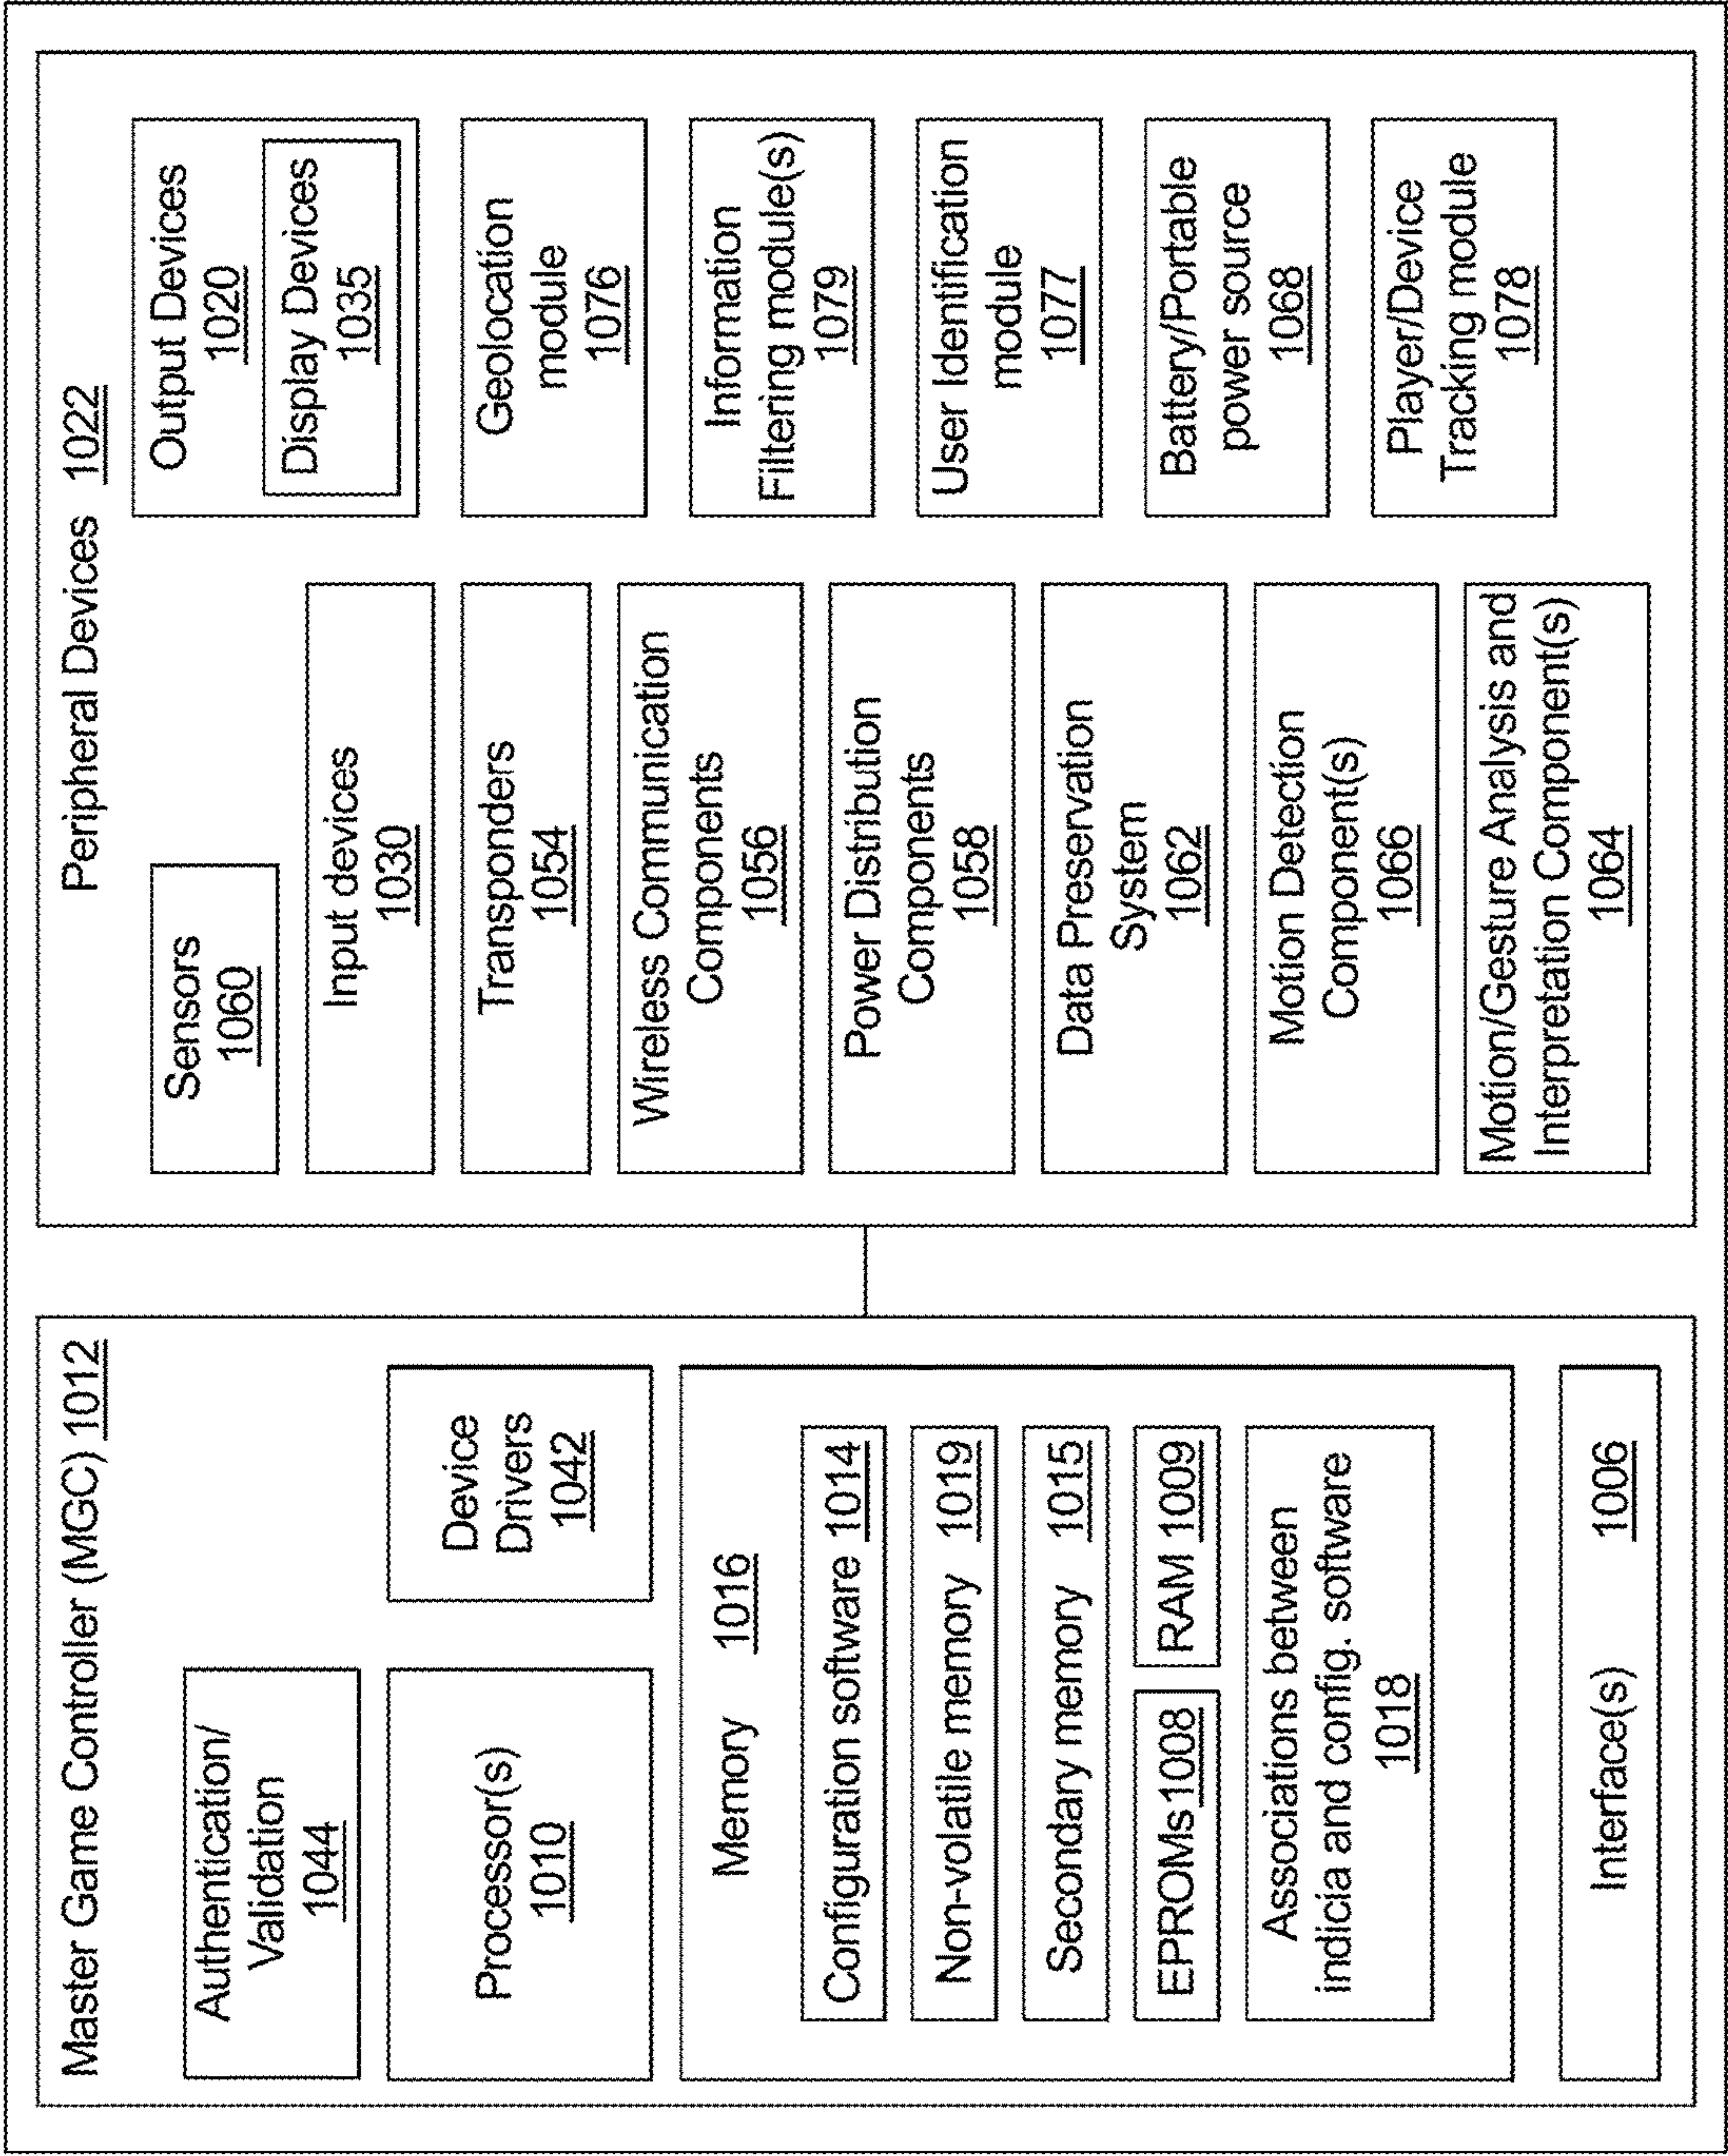 Master Game Controller (MGC) 1012
Authentication/
Validation
1044
Processor(s)
1010
Device
Drivers
1042
Memory 1016
Configuration software 1014
Non-volatile memory 1019
Secondary memory 1015
EPROMs 1008
RAM 1009
Associations between
indicia and config. software
1018
Interface(s) 1006
Peripheral Devices 1022
Sensors
1060
Input devices
1030
Transponders
1054
Wireless Communication
Components
1056
Power Distribution
Components
1058
Data Preservation
System
1062
Motion Detection
Component(s)
1066
Motion/Gesture Analysis and
Interpretation Component(s)
1064
Output Devices
1020
Display Devices
1035
Geolocation
module
1076
Information
Filtering module(s)
1079
User Identification
module
1077
Battery/Portable
power source
1068
Player/Device
Tracking module
1078